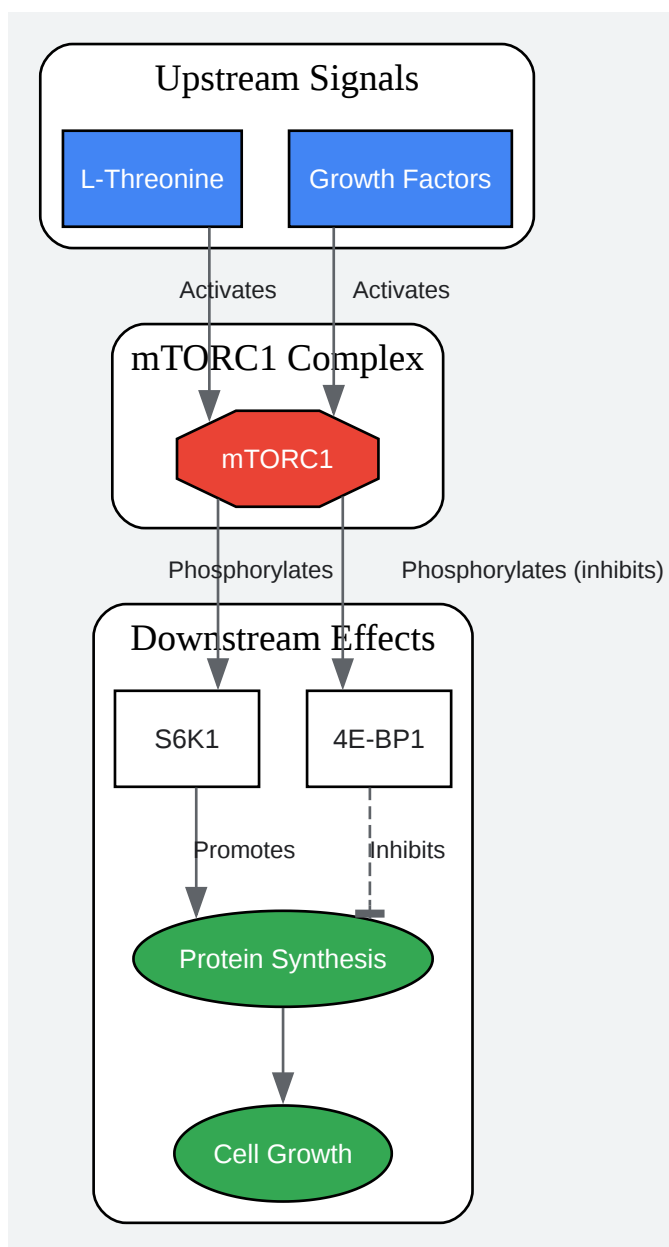 Upstream Signals
L-Threonine
Growth Factors
Activates
Activates
mTORC1 Complex
mTORC1
Phosphorylates
Phosphorylates (inhibits)
Downstream Effects
S6K1
4E-BP1
Promotes
Inhibits
Protein Synthesis
Cell Growth